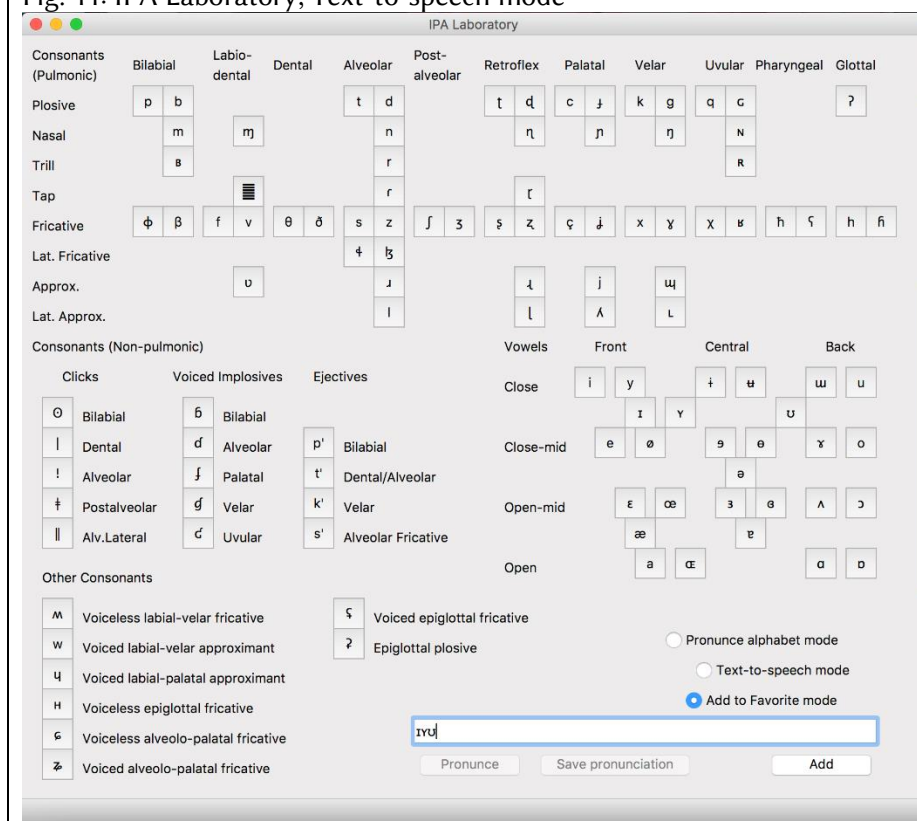 Fig. 11: IPA Laboratory, Text-to-speech mode
IPA Laboratory
Consonants (Pulmonic) Bilabial Labio-dental Dental Alveolar Post-alveolar Retroflex Palatal Velar Uvular Pharyngeal Glottal
Plosive p b t d ʈ ɖ c ɟ k g q ɢ ʔ
Nasal m ɱ n ɳ ɲ ŋ ɴ
Trill ʙ r ʀ
Tap ɾ ɽ
Fricative ɸ β f v θ ð s z ʃ ʒ ʂ ʐ ç ʝ x ɣ χ ʁ ħ ʕ h ɦ
Lat. Fricative ɬ ɮ
Approx. ʋ ɹ ɻ j ɰ
Lat. Approx. l ɭ ʎ ʟ
Consonants (Non-pulmonic)
Clicks Voiced Implosives Ejectives
ʘ Bilabial ɓ Bilabial
ǀ Dental ɗ Alveolar p' Bilabial
! Alveolar ʄ Palatal t' Dental/Alveolar
ǂ Postalveolar ɠ Velar k' Velar
ǁ Alv.Lateral ʛ Uvular s' Alveolar Fricative
Vowels Front Central Back
Close i y ɨ ʉ ɯ u
ɪ ʏ ʊ
Close-mid e ø ɘ ɵ ɤ o
ə
Open-mid ɛ œ ɜ ɞ ʌ ɔ
æ ɐ
Open a ɶ ɑ ɒ
Other Consonants
ʍ Voiceless labial-velar fricative ʢ Voiced epiglottal fricative
w Voiced labial-velar approximant ʡ Epiglottal plosive
ɥ Voiced labial-palatal approximant
ʜ Voiceless epiglottal fricative
ɕ Voiceless alveolo-palatal fricative
ʑ Voiced alveolo-palatal fricative
Pronunce alphabet mode
Text-to-speech mode
Add to Favorite mode
ɪʏʊ
Pronunce Save pronunciation Add